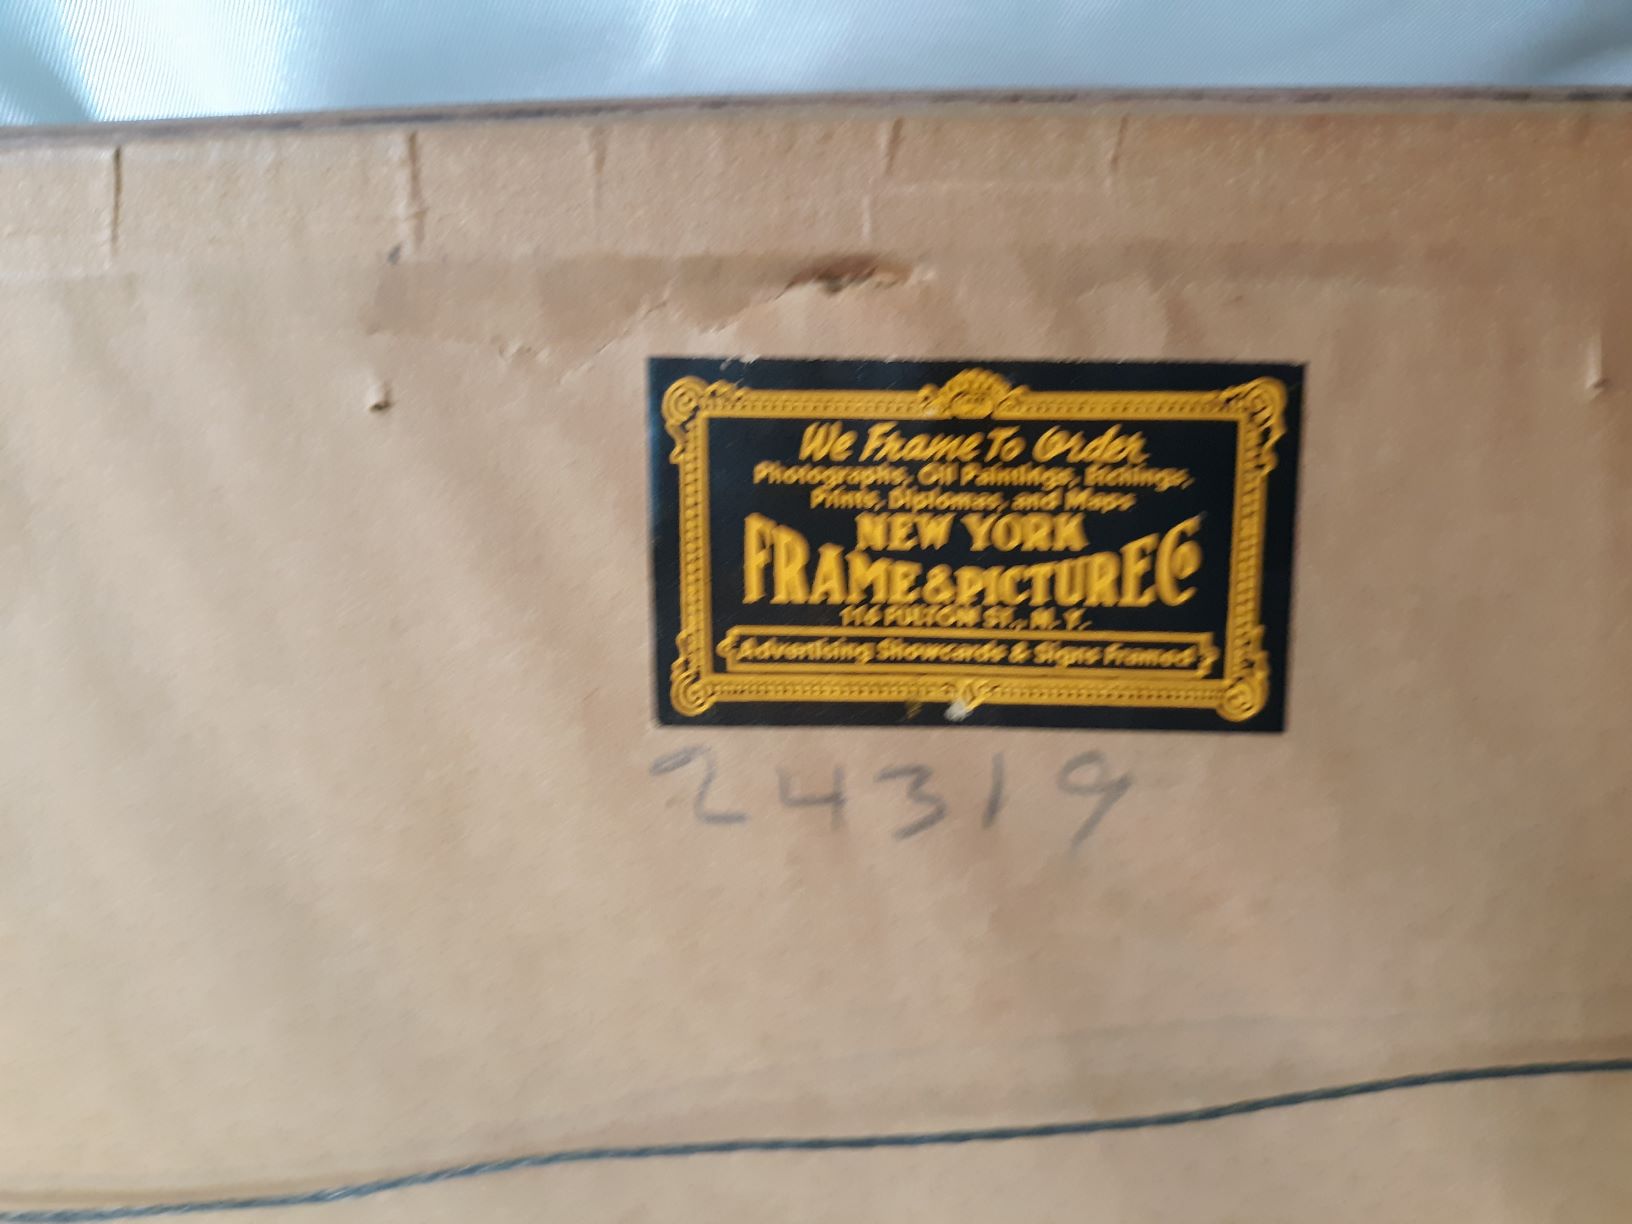 We Frame To Order
Photographs, Oil Paintings, Etchings,
Prints, Diplomas, and Maps
NEW YORK
FRAME & PICTURE Co
116 FULTON ST., N. Y.
Advertising Showcards & Signs Framed
24319